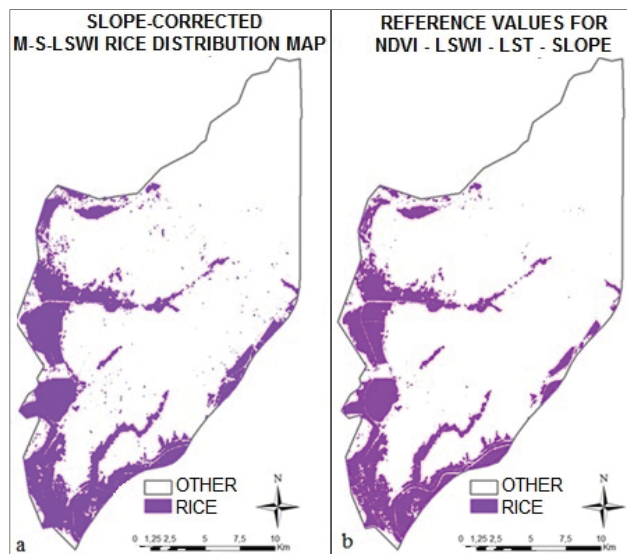 SLOPE-CORRECTED
M-S-LSWI RICE DISTRIBUTION MAP
OTHER
RICE
N
a
0 1,25 2,5 5 7,5 10
Km
REFERENCE VALUES FOR
NDVI - LSWI - LST - SLOPE
OTHER
RICE
N
b
0 1,25 2,5 5 7,5 10
Km